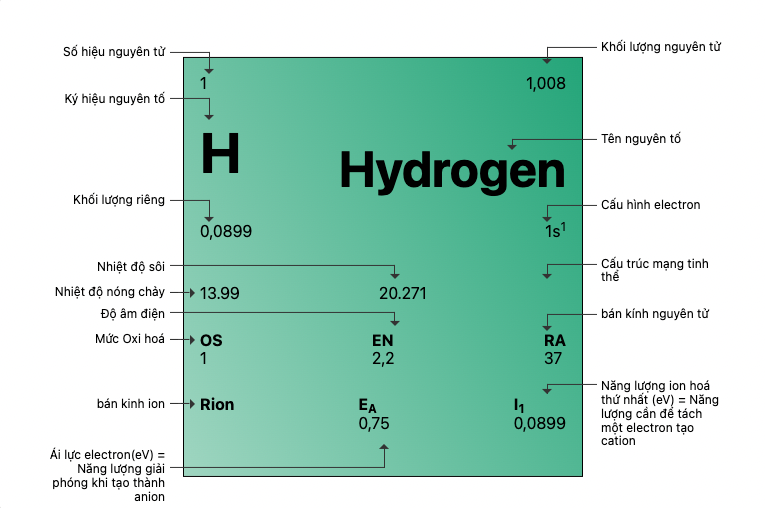 Số hiệu nguyên tử
Khối lượng nguyên tử
1
1,008
Ký hiệu nguyên tố
H
Tên nguyên tố
Hydrogen
Khối lượng riêng
Cấu hình electron
0,0899
1s¹
Nhiệt độ sôi
Cấu trúc mạng tinh
thể
Nhiệt độ nóng chảy
13.99
20.271
Độ âm điện
bán kính nguyên tử
Mức Oxi hoá
OS
EN
RA
1
2,2
37
bán kinh ion
Rion
EA
I1
0,75
0,0899
Năng lượng ion hoá
thứ nhất (eV) = Năng
lượng cần để tách
một electron tạo
cation
Ái lực electron(eV) =
Năng lượng giải
phóng khi tạo thành
anion